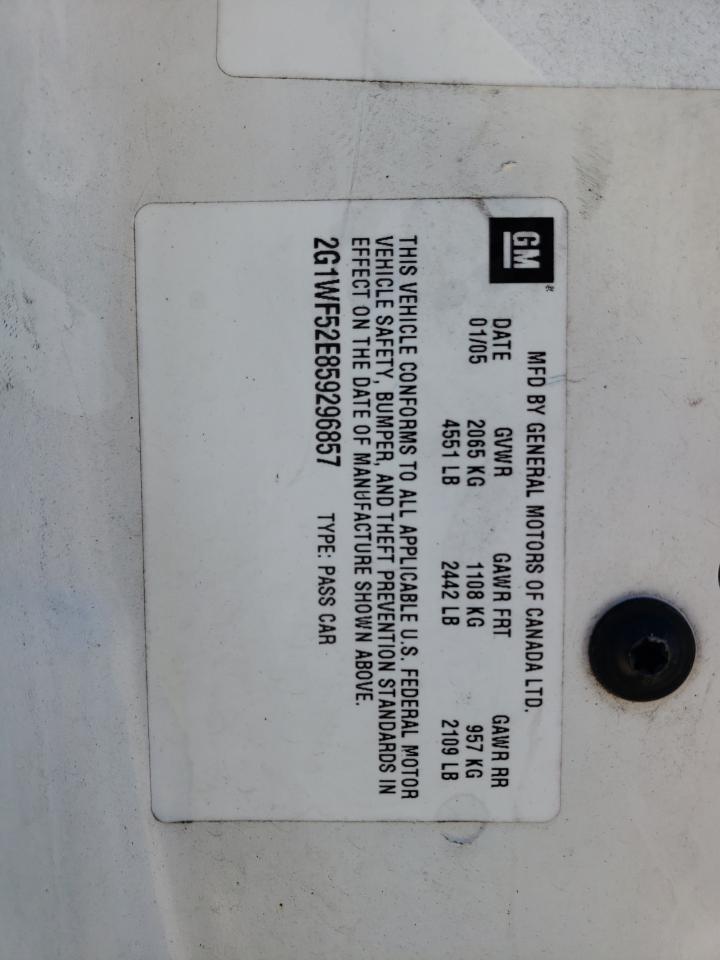 GM®
MFD BY GENERAL MOTORS OF CANADA LTD.
DATE GVWR GAWR FRT GAWR RR
01/05 2065 KG 1108 KG 957 KG
4551 LB 2442 LB 2109 LB
THIS VEHICLE CONFORMS TO ALL APPLICABLE U.S. FEDERAL MOTOR
VEHICLE SAFETY, BUMPER, AND THEFT PREVENTION STANDARDS IN
EFFECT ON THE DATE OF MANUFACTURE SHOWN ABOVE.
2G1WF52E859296857 TYPE: PASS CAR